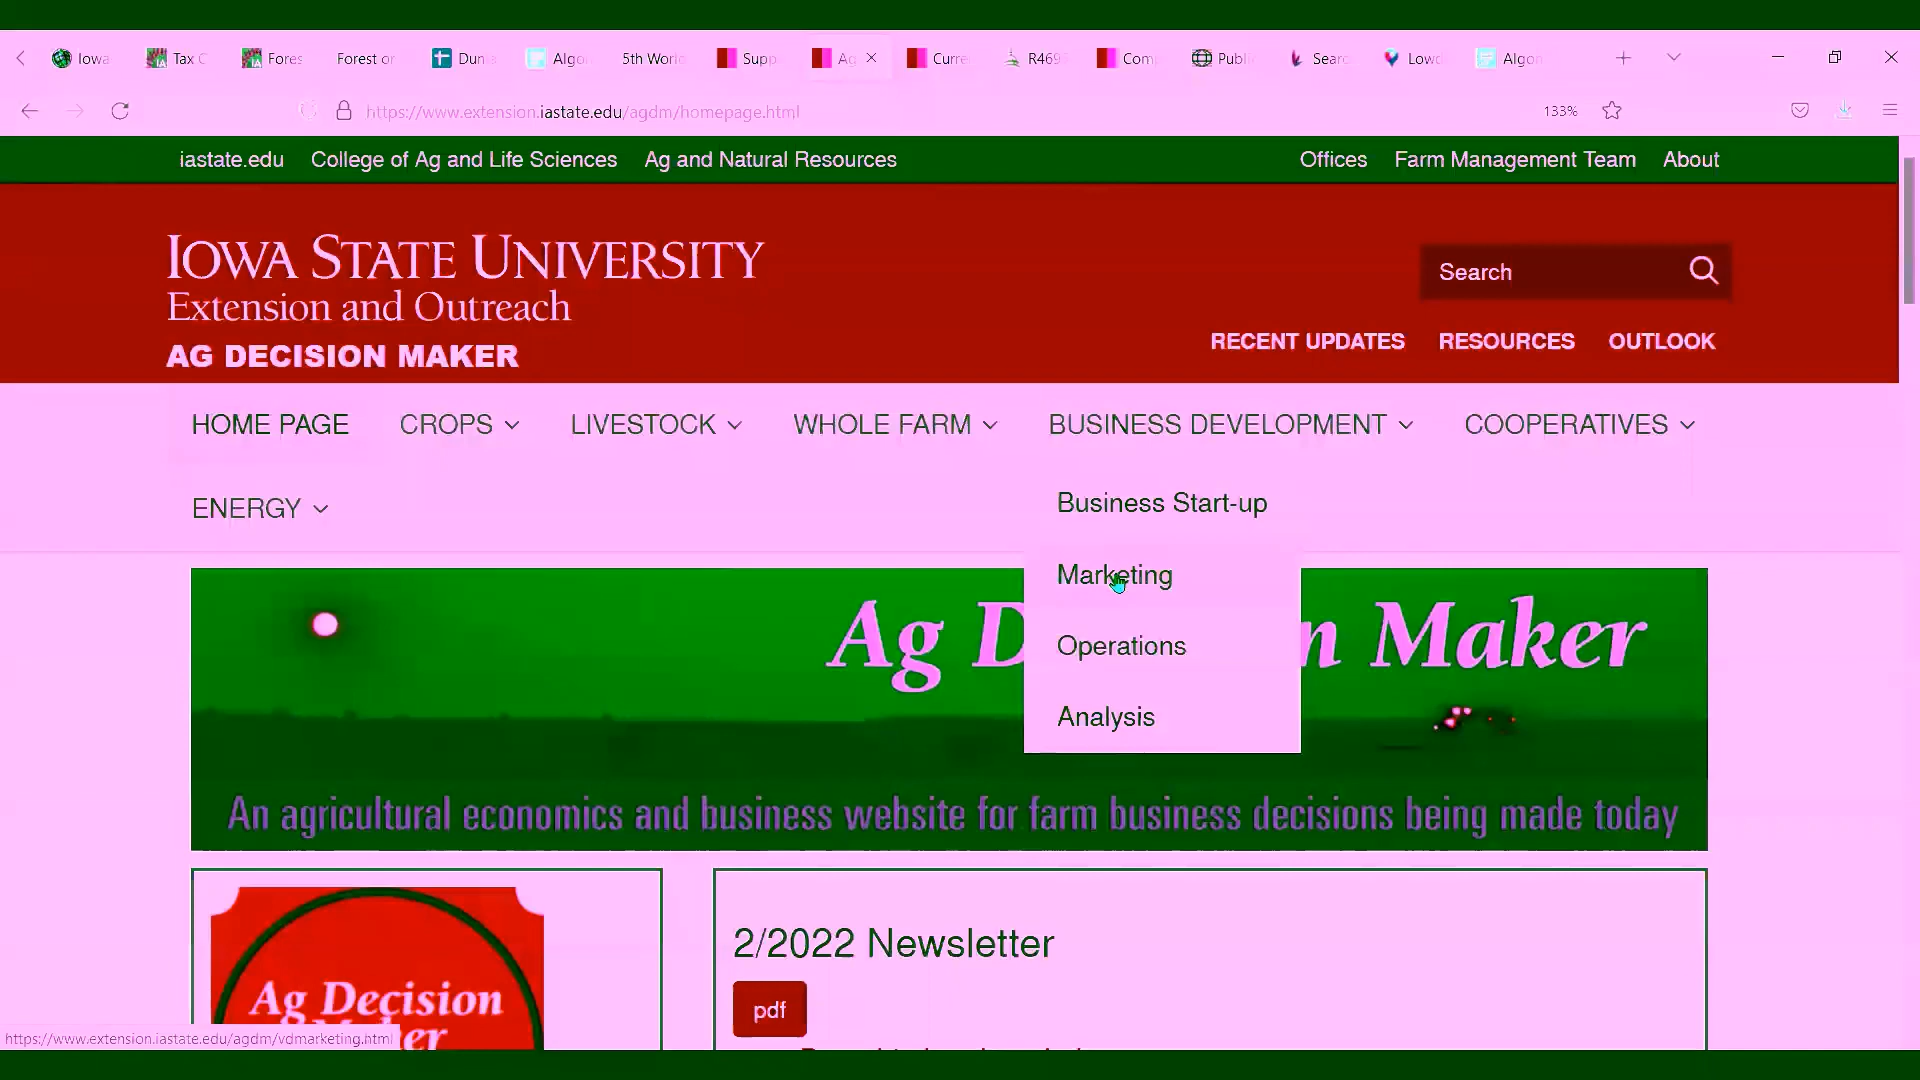 Iowa
Tax C
Fores
Forest or
Dun
Algo
5th Worl
Supp
Ag
Curre
R469
Com
Publi
Searc
Lowd
Algon
https://www.extension.iastate.edu/agdm/homepage.html
133%
iastate.edu College of Ag and Life Sciences Ag and Natural Resources
Offices Farm Management Team About
IOWA STATE UNIVERSITY
Extension and Outreach
AG DECISION MAKER
Search
RECENT UPDATES RESOURCES OUTLOOK
HOME PAGE CROPS LIVESTOCK WHOLE FARM BUSINESS DEVELOPMENT COOPERATIVES
ENERGY
Business Start-up
Marketing
Operations
Analysis
Ag D n Maker
An agricultural economics and business website for farm business decisions being made today
Ag Decision
Maker
2/2022 Newsletter
pdf
https://www.extension.iastate.edu/agdm/vdmarketing.html